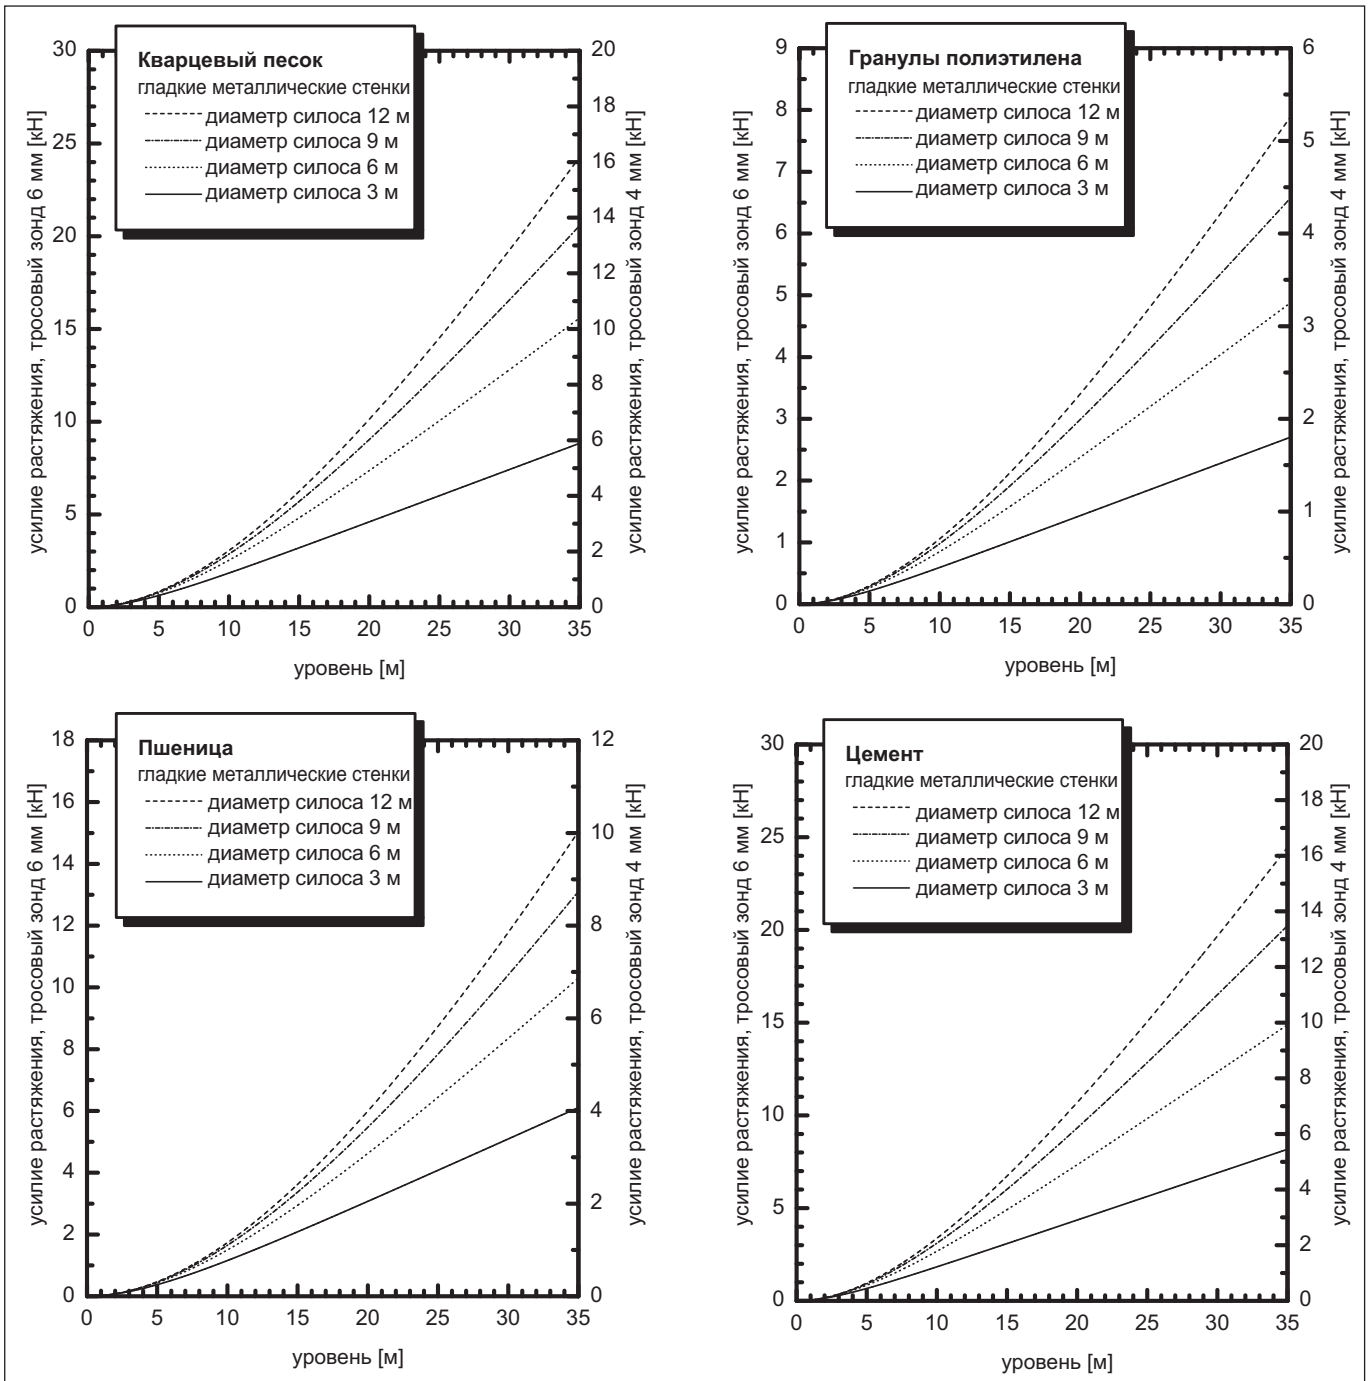 Кварцевый песок
гладкие металлические стенки
диаметр силоса 12 м
диаметр силоса 9 м
диаметр силоса 6 м
диаметр силоса 3 м
усилие растяжения, тросовый зонд 6 мм [кН]
30
25
20
15
10
5
0
20
18
16
14
12
10
8
6
4
2
0
усилие растяжения, тросовый зонд 4 мм [кН]
0 5 10 15 20 25 30 35
уровень [м]
Гранулы полиэтилена
гладкие металлические стенки
диаметр силоса 12 м
диаметр силоса 9 м
диаметр силоса 6 м
диаметр силоса 3 м
усилие растяжения, тросовый зонд 6 мм [кН]
9
8
7
6
5
4
3
2
1
0
6
5
4
3
2
1
0
усилие растяжения, тросовый зонд 4 мм [кН]
0 5 10 15 20 25 30 35
уровень [м]
Пшеница
гладкие металлические стенки
диаметр силоса 12 м
диаметр силоса 9 м
диаметр силоса 6 м
диаметр силоса 3 м
усилие растяжения, тросовый зонд 6 мм [кН]
18
16
14
12
10
8
6
4
2
0
12
10
8
6
4
2
0
усилие растяжения, тросовый зонд 4 мм [кН]
0 5 10 15 20 25 30 35
уровень [м]
Цемент
гладкие металлические стенки
диаметр силоса 12 м
диаметр силоса 9 м
диаметр силоса 6 м
диаметр силоса 3 м
усилие растяжения, тросовый зонд 6 мм [кН]
30
25
20
15
10
5
0
20
18
16
14
12
10
8
6
4
2
0
усилие растяжения, тросовый зонд 4 мм [кН]
0 5 10 15 20 25 30 35
уровень [м]